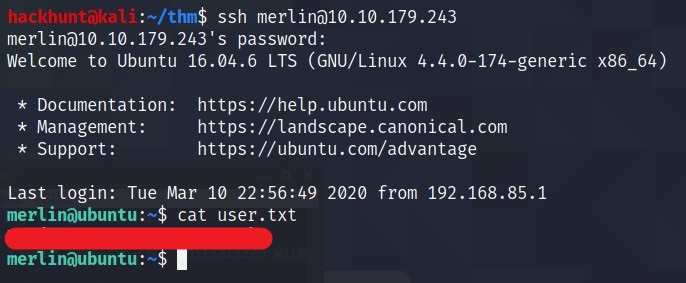 hackhunt@kali:~/thm$ ssh merlin@10.10.179.243
merlin@10.10.179.243's password:
Welcome to Ubuntu 16.04.6 LTS (GNU/Linux 4.4.0-174-generic x86_64)
* Documentation:  https://help.ubuntu.com
* Management:     https://landscape.canonical.com
* Support:        https://ubuntu.com/advantage
Last login: Tue Mar 10 22:56:49 2020 from 192.168.85.1
merlin@ubuntu:~$ cat user.txt
merlin@ubuntu:~$